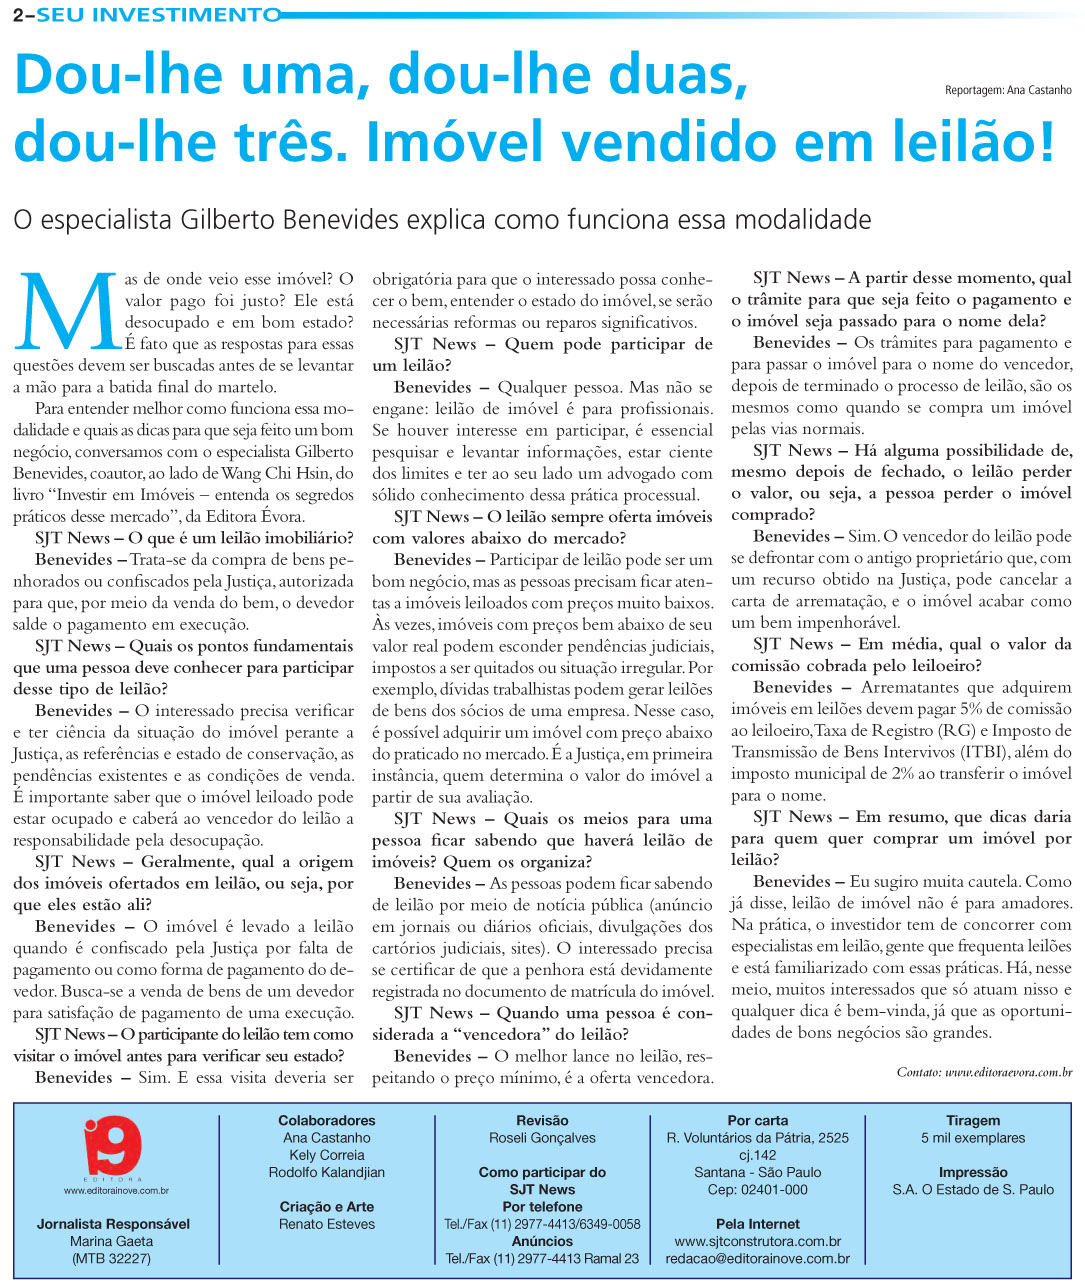 2–SEU INVESTIMENTO
Dou-lhe uma, dou-lhe duas,
dou-lhe três. Imóvel vendido em leilão!
Reportagem: Ana Castanho
O especialista Gilberto Benevides explica como funciona essa modalidade
Mas de onde veio esse imóvel? O
valor pago foi justo? Ele está
desocupado e em bom estado?
É fato que as respostas para essas
questões devem ser buscadas antes de se levantar
a mão para a batida final do martelo.
Para entender melhor como funciona essa mo-
dalidade e quais as dicas para que seja feito um bom
negócio, conversamos com o especialista Gilberto
Benevides, coautor, ao lado de Wang Chi Hsin, do
livro “Investir em Imóveis – entenda os segredos
práticos desse mercado”, da Editora Évora.
SJT News – O que é um leilão imobiliário?
Benevides – Trata-se da compra de bens pe-
nhorados ou confiscados pela Justiça, autorizada
para que, por meio da venda do bem, o devedor
salde o pagamento em execução.
SJT News – Quais os pontos fundamentais
que uma pessoa deve conhecer para participar
desse tipo de leilão?
Benevides – O interessado precisa verificar
e ter ciência da situação do imóvel perante a
Justiça, as referências e estado de conservação, as
pendências existentes e as condições de venda.
É importante saber que o imóvel leiloado pode
estar ocupado e caberá ao vencedor do leilão a
responsabilidade pela desocupação.
SJT News – Geralmente, qual a origem
dos imóveis ofertados em leilão, ou seja, por
que eles estão ali?
Benevides – O imóvel é levado a leilão
quando é confiscado pela Justiça por falta de
pagamento ou como forma de pagamento do de-
vedor. Busca-se a venda de bens de um devedor
para satisfação de pagamento de uma execução.
SJT News – O participante do leilão tem como
visitar o imóvel antes para verificar seu estado?
Benevides – Sim. E essa visita deveria ser
obrigatória para que o interessado possa conhe-
cer o bem, entender o estado do imóvel, se serão
necessárias reformas ou reparos significativos.
SJT News – Quem pode participar de
um leilão?
Benevides – Qualquer pessoa. Mas não se
engane: leilão de imóvel é para profissionais.
Se houver interesse em participar, é essencial
pesquisar e levantar informações, estar ciente
dos limites e ter ao seu lado um advogado com
sólido conhecimento dessa prática processual.
SJT News – O leilão sempre oferta imóveis
com valores abaixo do mercado?
Benevides – Participar de leilão pode ser um
bom negócio, mas as pessoas precisam ficar aten-
tas a imóveis leiloados com preços muito baixos.
Às vezes, imóveis com preços bem abaixo de seu
valor real podem esconder pendências judiciais,
impostos a ser quitados ou situação irregular. Por
exemplo, dívidas trabalhistas podem gerar leilões
de bens dos sócios de uma empresa. Nesse caso,
é possível adquirir um imóvel com preço abaixo
do praticado no mercado. É a Justiça, em primeira
instância, quem determina o valor do imóvel a
partir de sua avaliação.
SJT News – Quais os meios para uma
pessoa ficar sabendo que haverá leilão de
imóveis? Quem os organiza?
Benevides – As pessoas podem ficar sabendo
de leilão por meio de notícia pública (anúncio
em jornais ou diários oficiais, divulgações dos
cartórios judiciais, sites). O interessado precisa
se certificar de que a penhora está devidamente
registrada no documento de matrícula do imóvel.
SJT News – Quando uma pessoa é con-
siderada a “vencedora” do leilão?
Benevides – O melhor lance no leilão, res-
peitando o preço mínimo, é a oferta vencedora.
SJT News – A partir desse momento, qual
o trâmite para que seja feito o pagamento e
o imóvel seja passado para o nome dela?
Benevides – Os trâmites para pagamento e
para passar o imóvel para o nome do vencedor,
depois de terminado o processo de leilão, são os
mesmos como quando se compra um imóvel
pelas vias normais.
SJT News – Há alguma possibilidade de,
mesmo depois de fechado, o leilão perder
o valor, ou seja, a pessoa perder o imóvel
comprado?
Benevides – Sim. O vencedor do leilão pode
se defrontar com o antigo proprietário que, com
um recurso obtido na Justiça, pode cancelar a
carta de arrematação, e o imóvel acabar como
um bem impenhorável.
SJT News – Em média, qual o valor da
comissão cobrada pelo leiloeiro?
Benevides – Arrematantes que adquirem
imóveis em leilões devem pagar 5% de comissão
ao leiloeiro, Taxa de Registro (RG) e Imposto de
Transmissão de Bens Intervivos (ITBI), além do
imposto municipal de 2% ao transferir o imóvel
para o nome.
SJT News – Em resumo, que dicas daria
para quem quer comprar um imóvel por
leilão?
Benevides – Eu sugiro muita cautela. Como
já disse, leilão de imóvel não é para amadores.
Na prática, o investidor tem de concorrer com
especialistas em leilão, gente que frequenta leilões
e está familiarizado com essas práticas. Há, nesse
meio, muitos interessados que só atuam nisso e
qualquer dica é bem-vinda, já que as oportuni-
dades de bons negócios são grandes.
Contato: www.editoraevora.com.br
i9
EDITORA
www.editorainove.com.br
Jornalista Responsável
Marina Gaeta
(MTB 32227)
Colaboradores
Ana Castanho
Kely Correia
Rodolfo Kalandjian
Criação e Arte
Renato Esteves
Revisão
Roseli Gonçalves
Como participar do
SJT News
Por telefone
Tel./Fax (11) 2977-4413/6349-0058
Anúncios
Tel./Fax (11) 2977-4413 Ramal 23
Por carta
R. Voluntários da Pátria, 2525
cj.142
Santana - São Paulo
Cep: 02401-000
Pela Internet
www.sjtconstrutora.com.br
redacao@editorainove.com.br
Tiragem
5 mil exemplares
Impressão
S.A. O Estado de S. Paulo